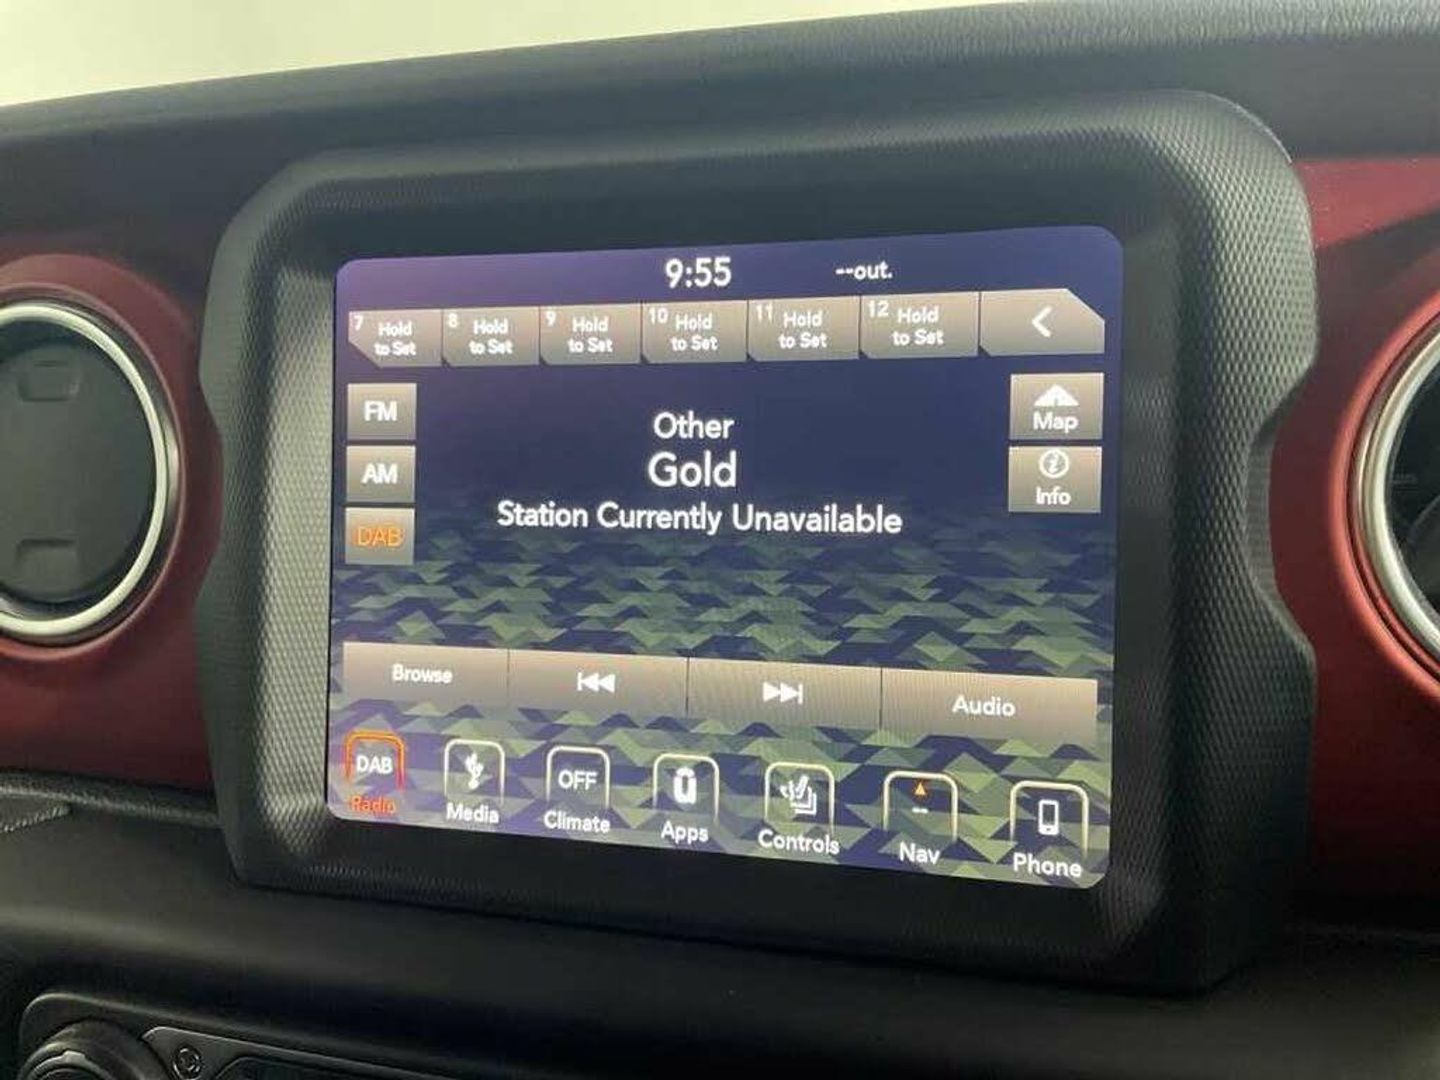 9:55 --out.
7 Hold to Set
8 Hold to Set
9 Hold to Set
10 Hold to Set
11 Hold to Set
12 Hold to Set
FM
AM
DAB
Other
Gold
Station Currently Unavailable
Map
Info
Browse
Audio
DAB
Radio
Media
OFF
Climate
Apps
Controls
--
Nav
Phone